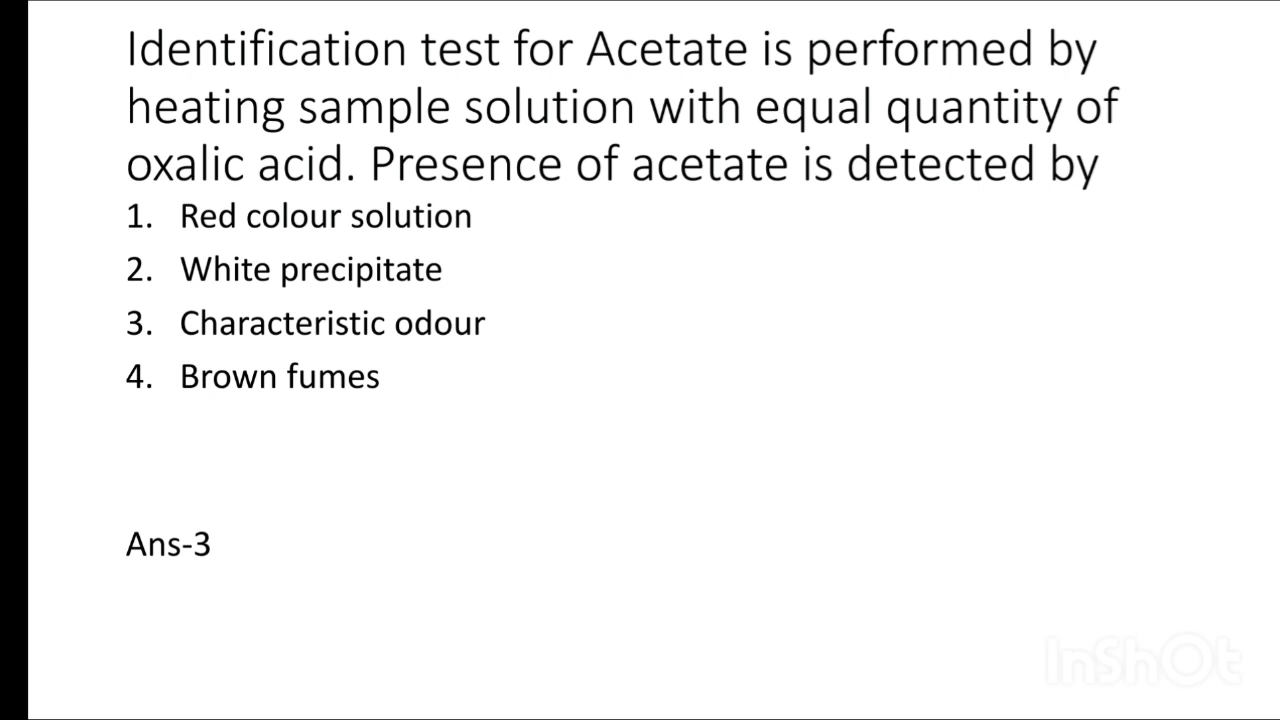 Identification test for Acetate is performed by
heating sample solution with equal quantity of
oxalic acid. Presence of acetate is detected by
1. Red colour solution
2. White precipitate
3. Characteristic odour
4. Brown fumes
Ans-3
InShOt